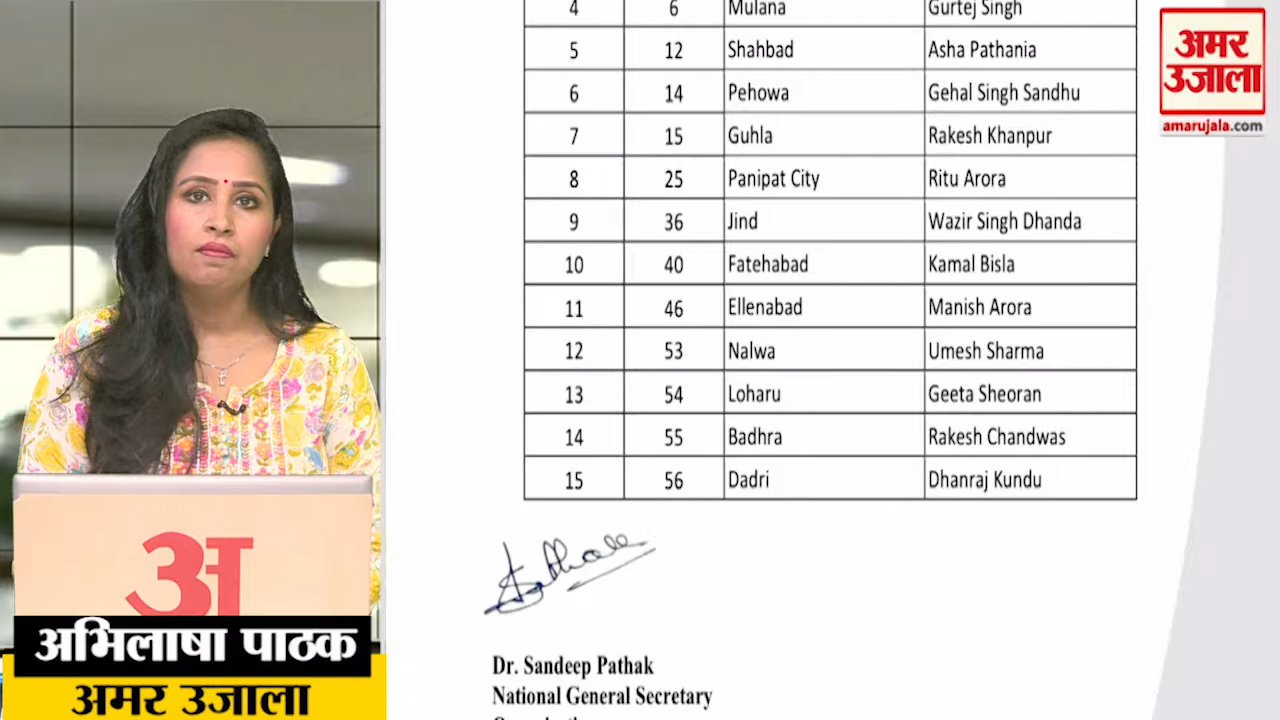 4 6 Mulana Gurtej Singh
5 12 Shahbad Asha Pathania
6 14 Pehowa Gehal Singh Sandhu
7 15 Guhla Rakesh Khanpur
8 25 Panipat City Ritu Arora
9 36 Jind Wazir Singh Dhanda
10 40 Fatehabad Kamal Bisla
11 46 Ellenabad Manish Arora
12 53 Nalwa Umesh Sharma
13 54 Loharu Geeta Sheoran
14 55 Badhra Rakesh Chandwas
15 56 Dadri Dhanraj Kundu
Dr. Sandeep Pathak
National General Secretary
अमर
उजाला
amarujala.com
अ
अभिलाषा पाठक
अमर उजाला